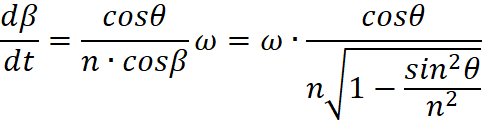 dβ/dt = cosθ/(n · cosβ) ω = ω · cosθ/(n√(1 − sin²θ/n²))